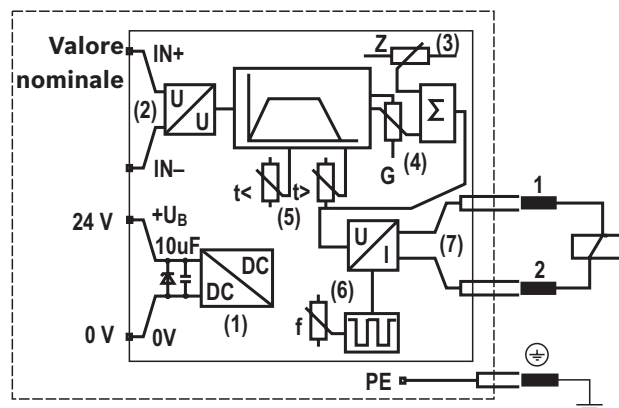 Valore
nominale
IN+
(2)
U
U
IN–
Z
(3)
Σ
(4)
G
t<
t>
(5)
24 V
+UB
10uF
DC
DC
(1)
0 V
0V
U
I
(7)
(6)
f
1
2
PE